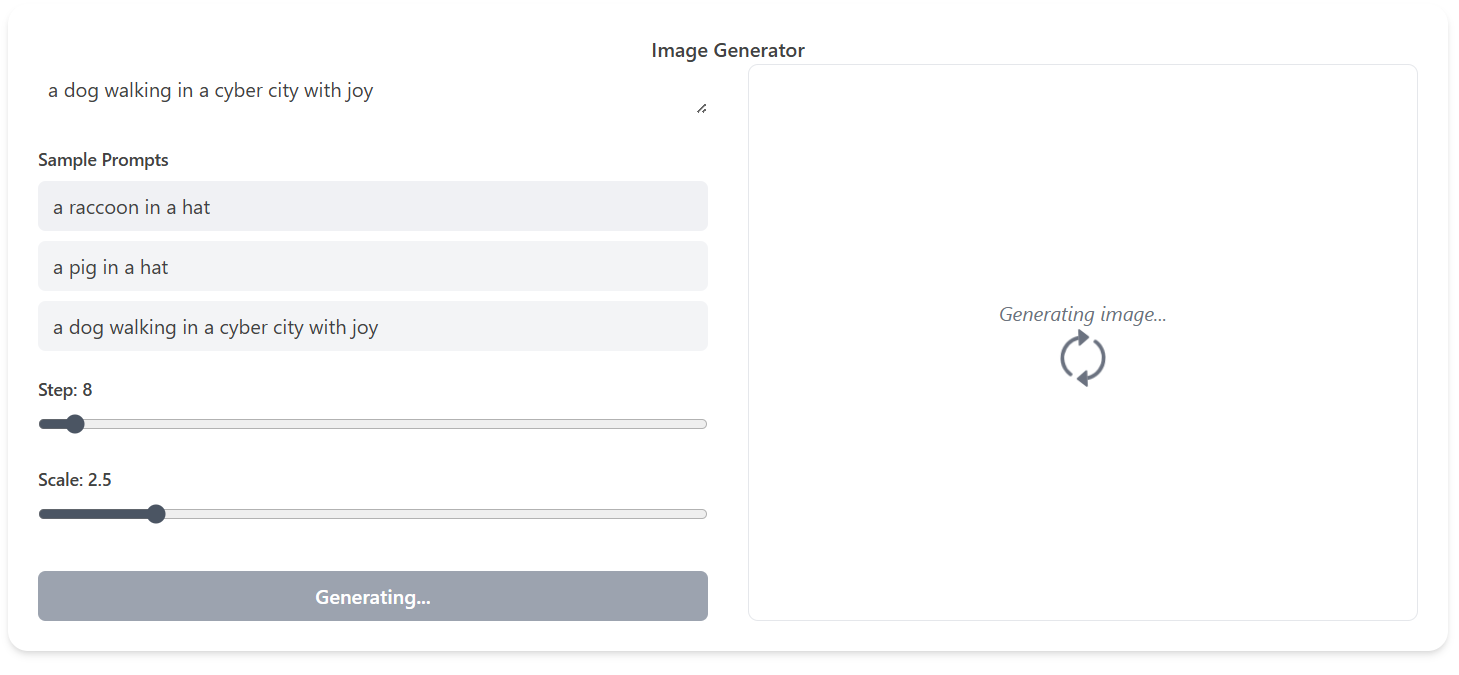 Image Generator
a dog walking in a cyber city with joy
Sample Prompts
a raccoon in a hat
a pig in a hat
a dog walking in a cyber city with joy
Step: 8
Scale: 2.5
Generating...
Generating image...